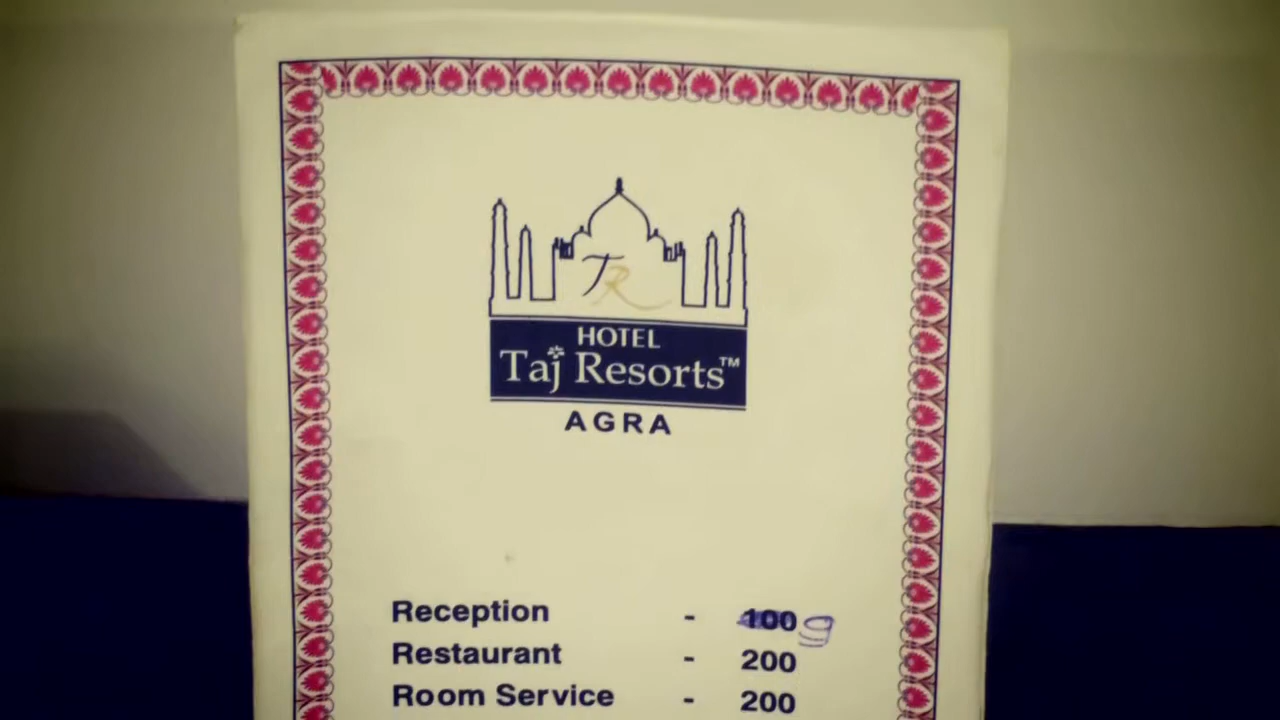 TR
HOTEL
Taj Resorts™
AGRA
Reception - 100 9
Restaurant - 200
Room Service - 200